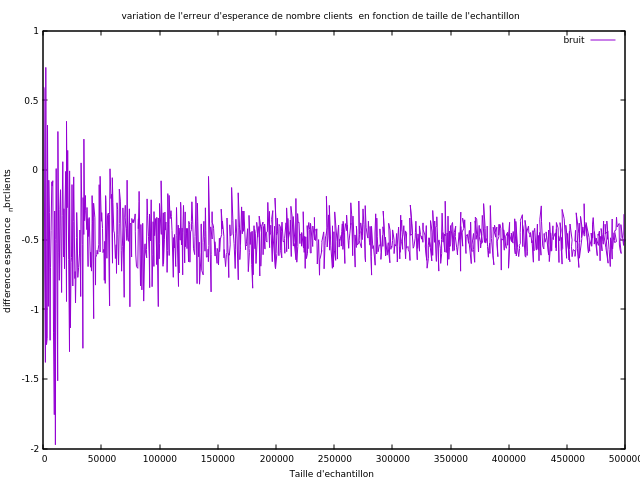 variation de l'erreur d'esperance de nombre clients  en fonction de taille de l'echantillon
bruit
1
0.5
0
-0.5
-1
-1.5
-2
difference esperance nbrclients
0 50000 100000 150000 200000 250000 300000 350000 400000 450000 500000
Taille d'echantillon